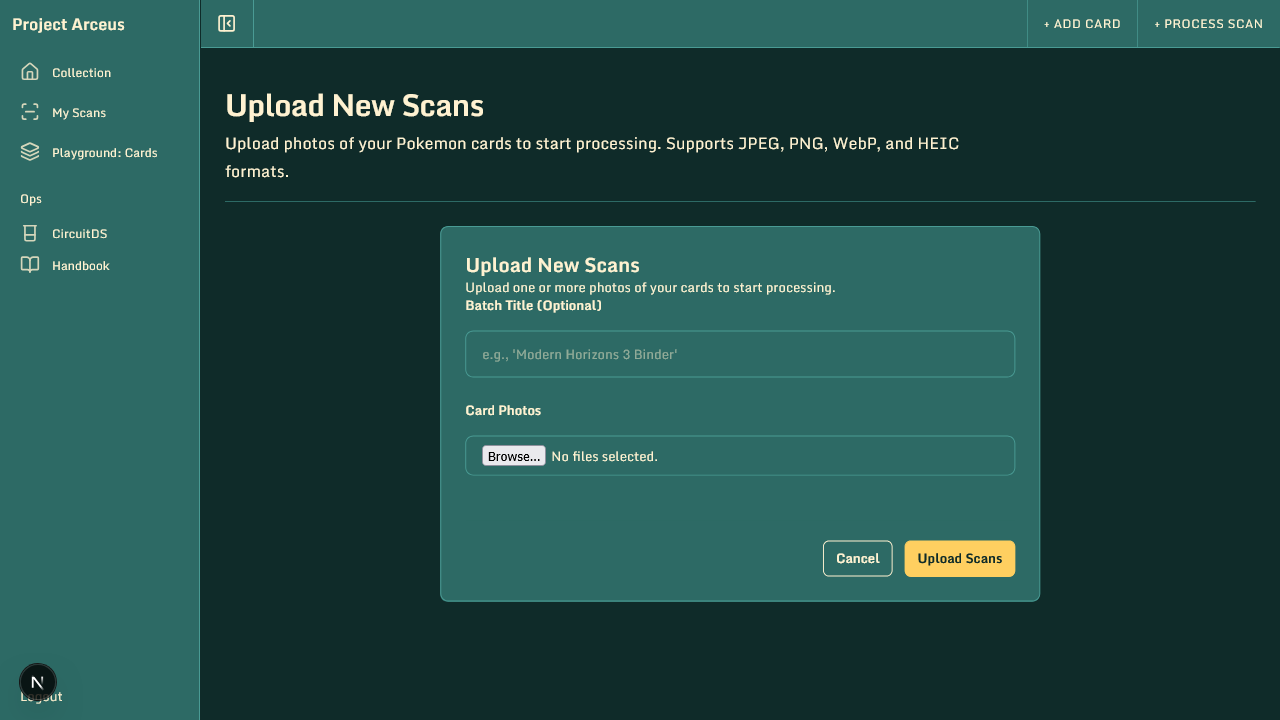 Project Arceus
+ ADD CARD
+ PROCESS SCAN
Collection
My Scans
Playground: Cards
Ops
CircuitDS
Handbook
Logout
N
Upload New Scans
Upload photos of your Pokemon cards to start processing. Supports JPEG, PNG, WebP, and HEIC
formats.
Upload New Scans
Upload one or more photos of your cards to start processing.
Batch Title (Optional)
e.g., 'Modern Horizons 3 Binder'
Card Photos
Browse... No files selected.
Cancel
Upload Scans